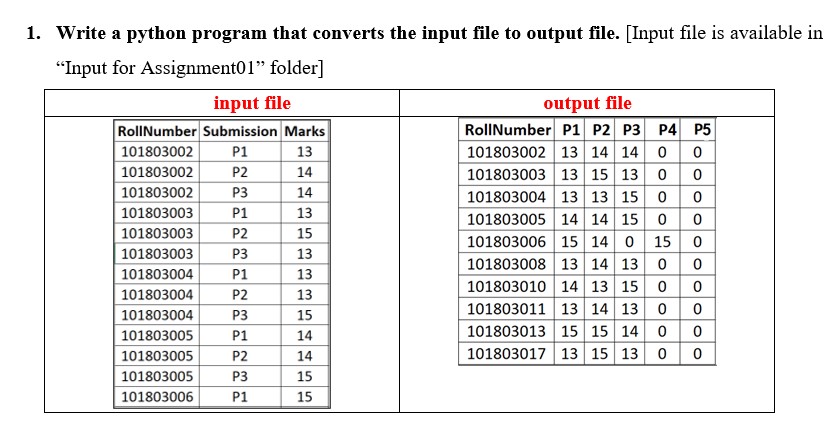 1. Write a python program that converts the input file to output file. [Input file is available in
“Input for Assignment01” folder]
input file
RollNumber Submission Marks
101803002 P1 13
101803002 P2 14
101803002 P3 14
101803003 P1 13
101803003 P2 15
101803003 P3 13
101803004 P1 13
101803004 P2 13
101803004 P3 15
101803005 P1 14
101803005 P2 14
101803005 P3 15
101803006 P1 15
output file
RollNumber P1 P2 P3 P4 P5
101803002 13 14 14 0 0
101803003 13 15 13 0 0
101803004 13 13 15 0 0
101803005 14 14 15 0 0
101803006 15 14 0 15 0
101803008 13 14 13 0 0
101803010 14 13 15 0 0
101803011 13 14 13 0 0
101803013 15 15 14 0 0
101803017 13 15 13 0 0